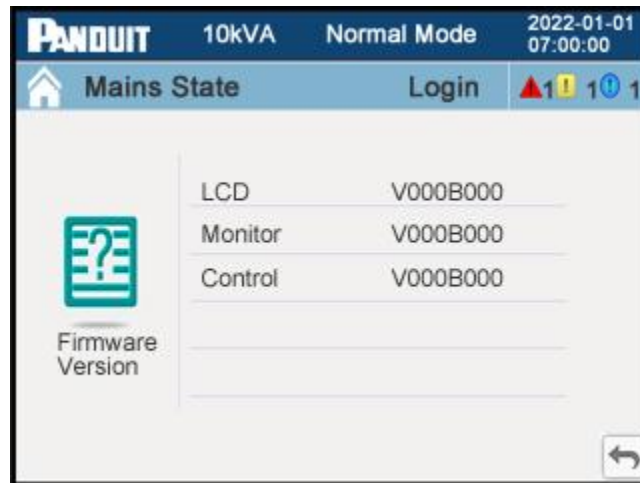 PANDUIT 10kVA Normal Mode 2022-01-01
07:00:00
Mains State Login 1 1 1
LCD V000B000
Monitor V000B000
Control V000B000
Firmware
Version